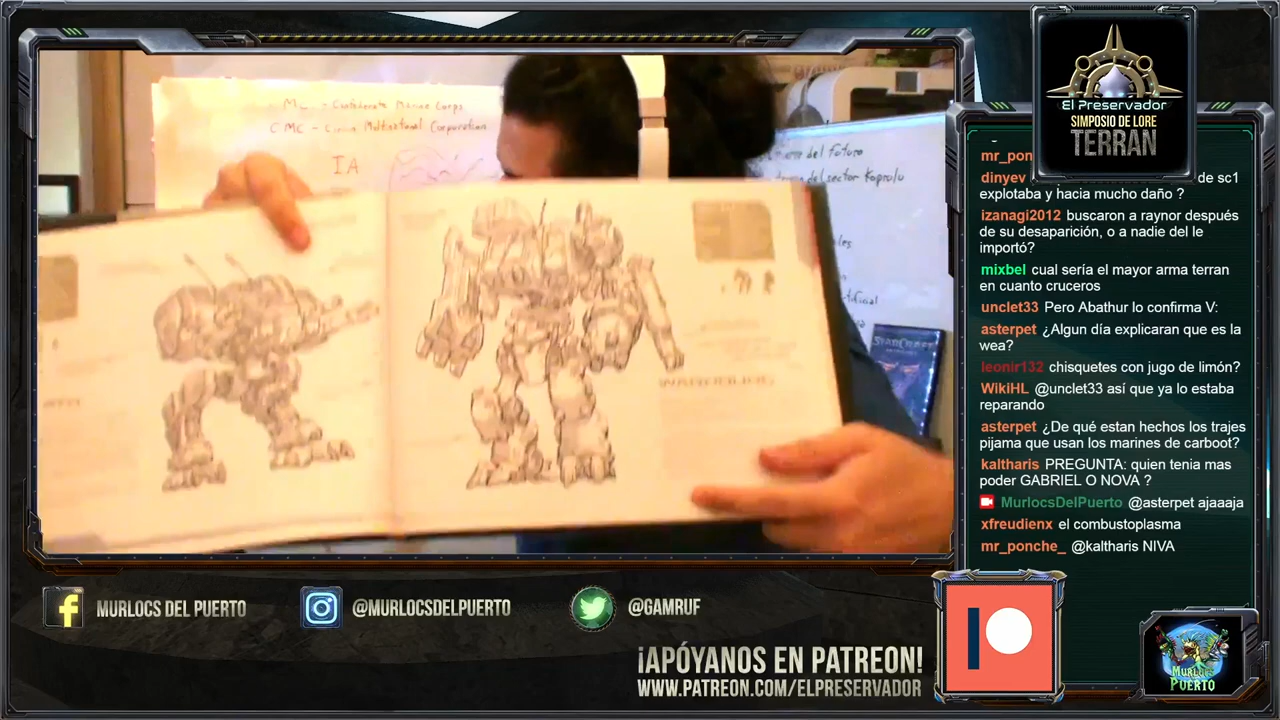 MC - Confederate Marine Corps
CMC -
Multinational Corporation
IA
del futuro
del sector Koprulu
STARCRAFT
El Preservador
SIMPOSIO DE LORE
TERRAN
dinyev
de sc1
explotaba y hacia mucho daño ?
izanagi2012 buscaron a raynor después
de su desaparición, o a nadie del le
importó?
mixbel cual sería el mayor arma terran
en cuanto cruceros
unclet33 Pero Abathur lo confirma V:
asterpet ¿Algun día explicaran que es la
wea?
leonir132 chisquetes con jugo de limón?
WikiHL @unclet33 así que ya lo estaba
reparando
asterpet ¿De qué estan hechos los trajes
pijama que usan los marines de carboot?
kaltharis PREGUNTA: quien tenia mas
poder GABRIEL O NOVA ?
MurlocsDelPuerto @asterpet ajaaaja
xfreudienx el combustoplasma
mr_ponche_ @kaltharis NIVA
MURLOCS DEL PUERTO
@MURLOCSDELPUERTO
@GAMRUF
¡APÓYANOS EN PATREON!
WWW.PATREON.COM/ELPRESERVADOR
MURLOCS
PUERTO